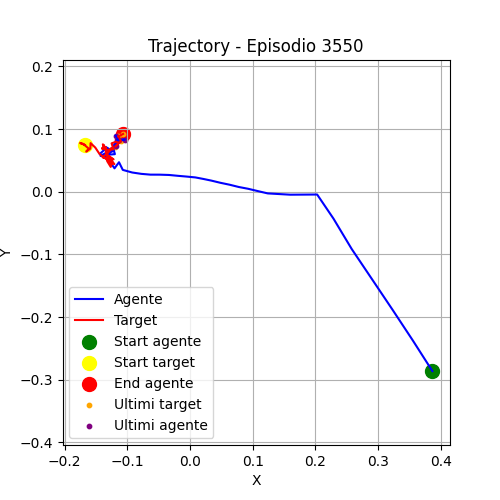 Trajectory - Episodio 3550
0.2
0.1
0.0
−0.1
−0.2
−0.3
−0.4
Y
Agente
Target
Start agente
Start target
End agente
Ultimi target
Ultimi agente
−0.2 −0.1 0.0 0.1 0.2 0.3 0.4
X